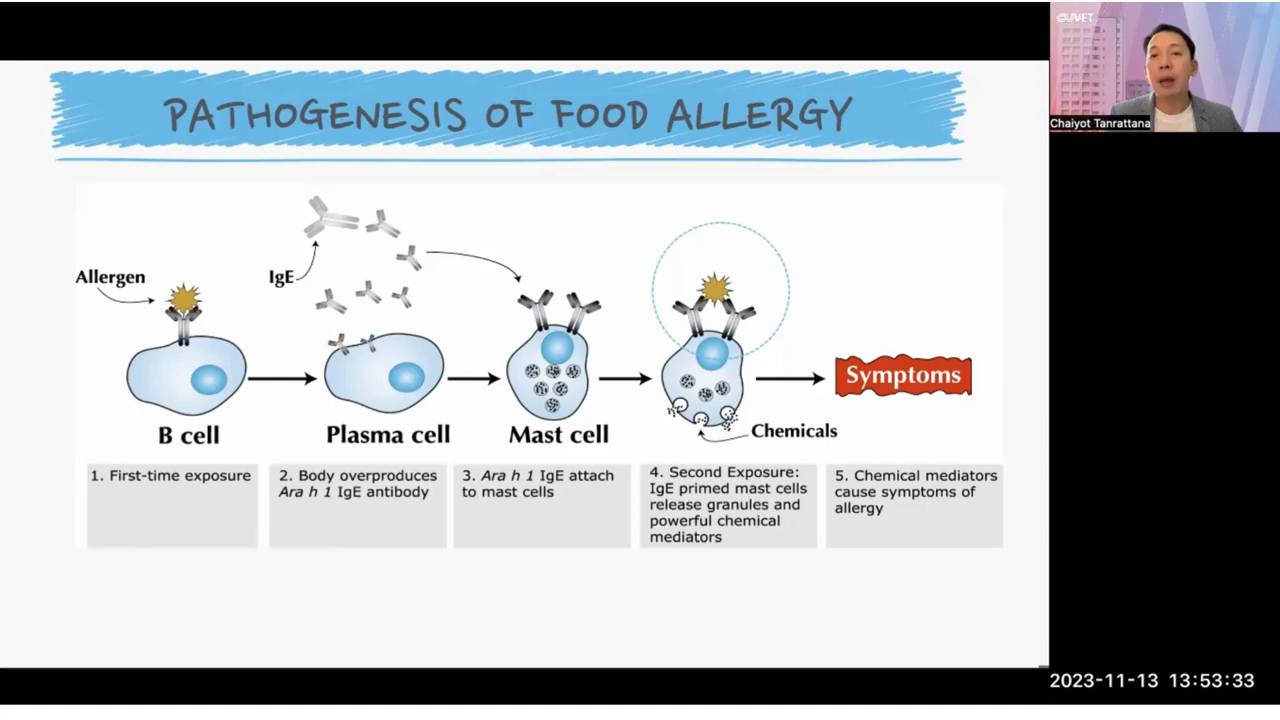 CUVET
Chaiyot Tanrattana
PATHOGENESIS OF FOOD ALLERGY
Allergen
IgE
Symptoms
Chemicals
B cell
Plasma cell
Mast cell
1. First-time exposure
2. Body overproduces
Ara h 1 IgE antibody
3. Ara h 1 IgE attach
to mast cells
4. Second Exposure:
IgE primed mast cells
release granules and
powerful chemical
mediators
5. Chemical mediators
cause symptoms of
allergy
2023-11-13 13:53:33